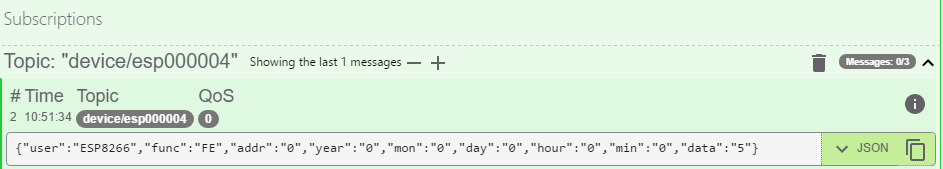 Subscriptions
Topic: "device/esp000004" Showing the last 1 messages — + Messages: 0/3
# Time Topic QoS
2 10:51:34 device/esp000004 0
{"user":"ESP8266","func":"FE","addr":"0","year":"0","mon":"0","day":"0","hour":"0","min":"0","data":"5"} JSON